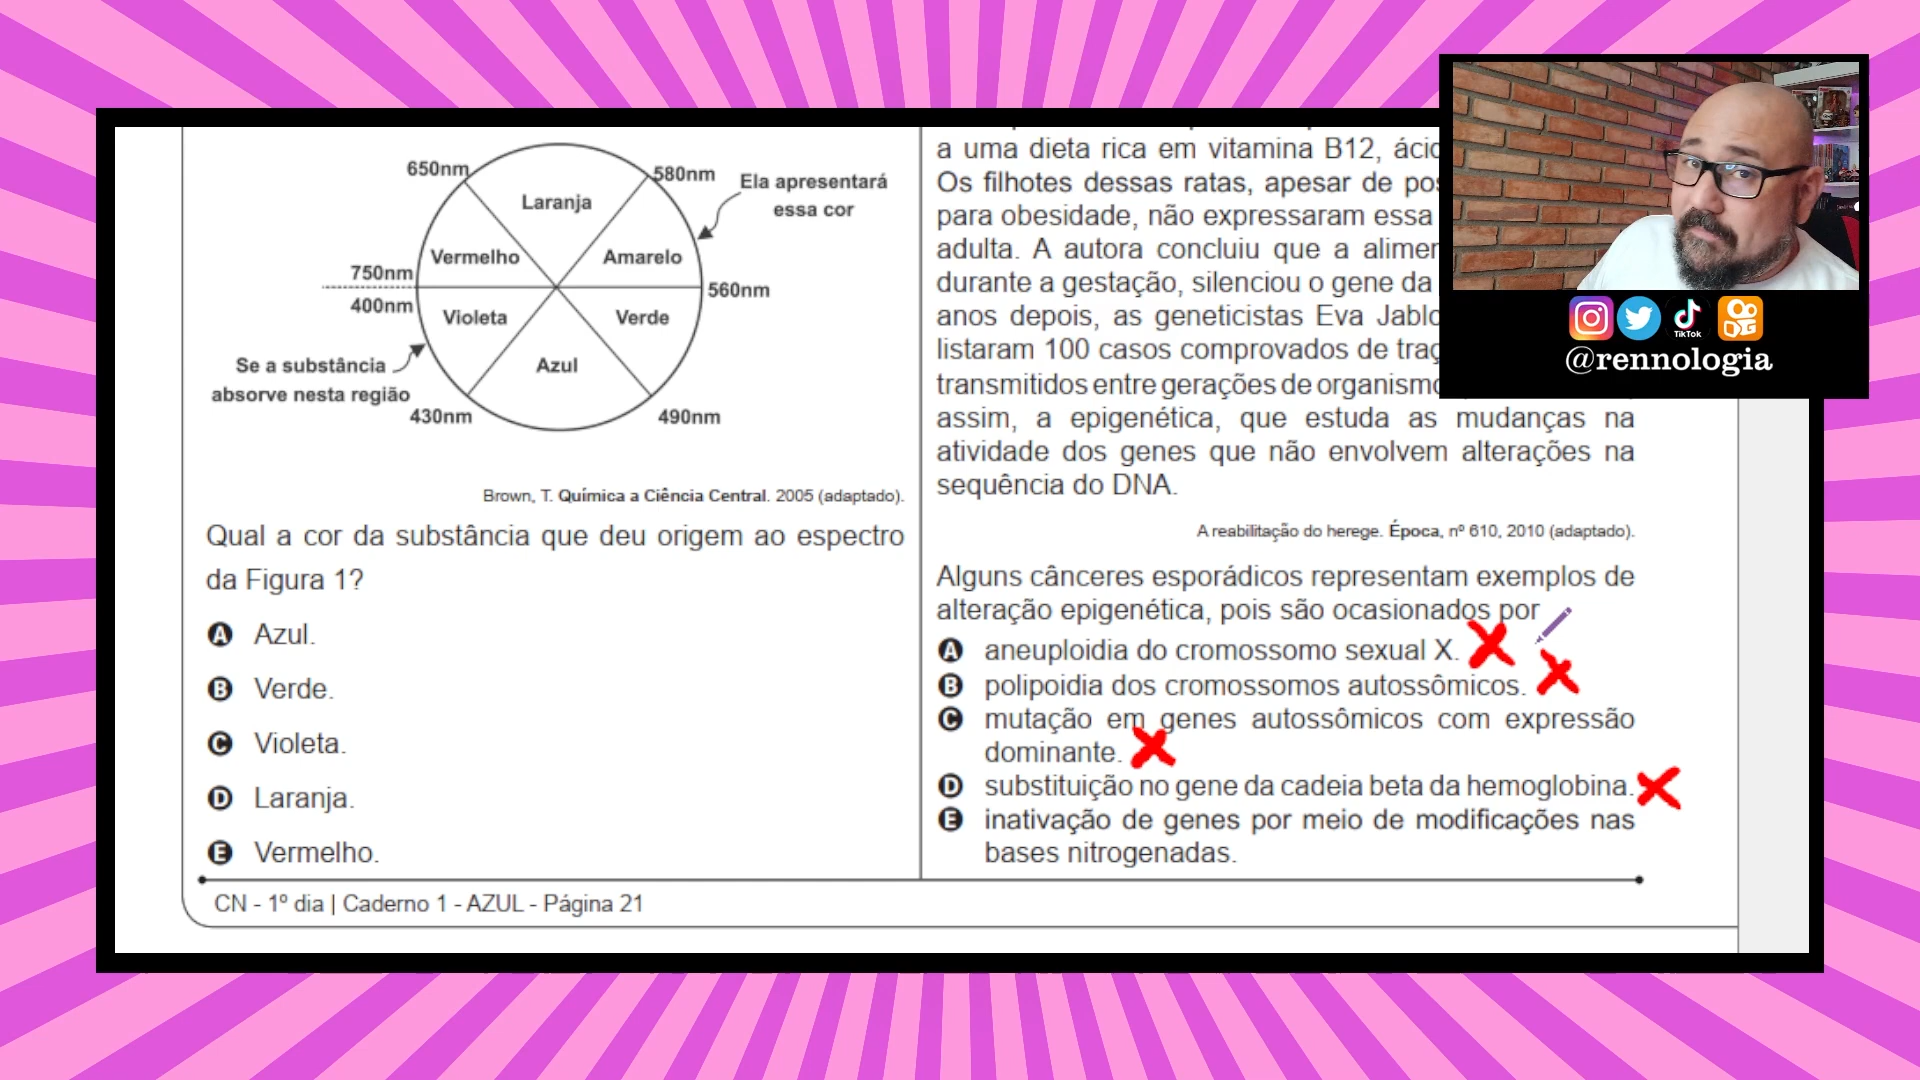 650nm
580nm
Laranja
Ela apresentará
essa cor
Vermelho
Amarelo
750nm
560nm
400nm
Violeta
Verde
Azul
Se a substância
absorve nesta região
430nm
490nm
Brown, T. Química a Ciência Central. 2005 (adaptado).
Qual a cor da substância que deu origem ao espectro
da Figura 1?
A Azul.
B Verde.
C Violeta.
D Laranja.
E Vermelho.
CN - 1º dia | Caderno 1 - AZUL - Página 21
a uma dieta rica em vitamina B12,
Os filhotes dessas ratas, apesar de
para obesidade, não expressaram essa
adulta. A autora concluiu que a
durante a gestação, silenciou o gene da
anos depois, as geneticistas Eva
listaram 100 casos comprovados de
transmitidos entre gerações de
assim, a epigenética, que estuda as mudanças na
atividade dos genes que não envolvem alterações na
sequência do DNA.
A reabilitação do herege. Época, nº 610, 2010 (adaptado).
Alguns cânceres esporádicos representam exemplos de
alteração epigenética, pois são ocasionados por
A aneuploidia do cromossomo sexual X.
B polipoidia dos cromossomos autossômicos.
C mutação em genes autossômicos com expressão
dominante.
D substituição no gene da cadeia beta da hemoglobina.
E inativação de genes por meio de modificações nas
bases nitrogenadas.
TikTok
@rennologia